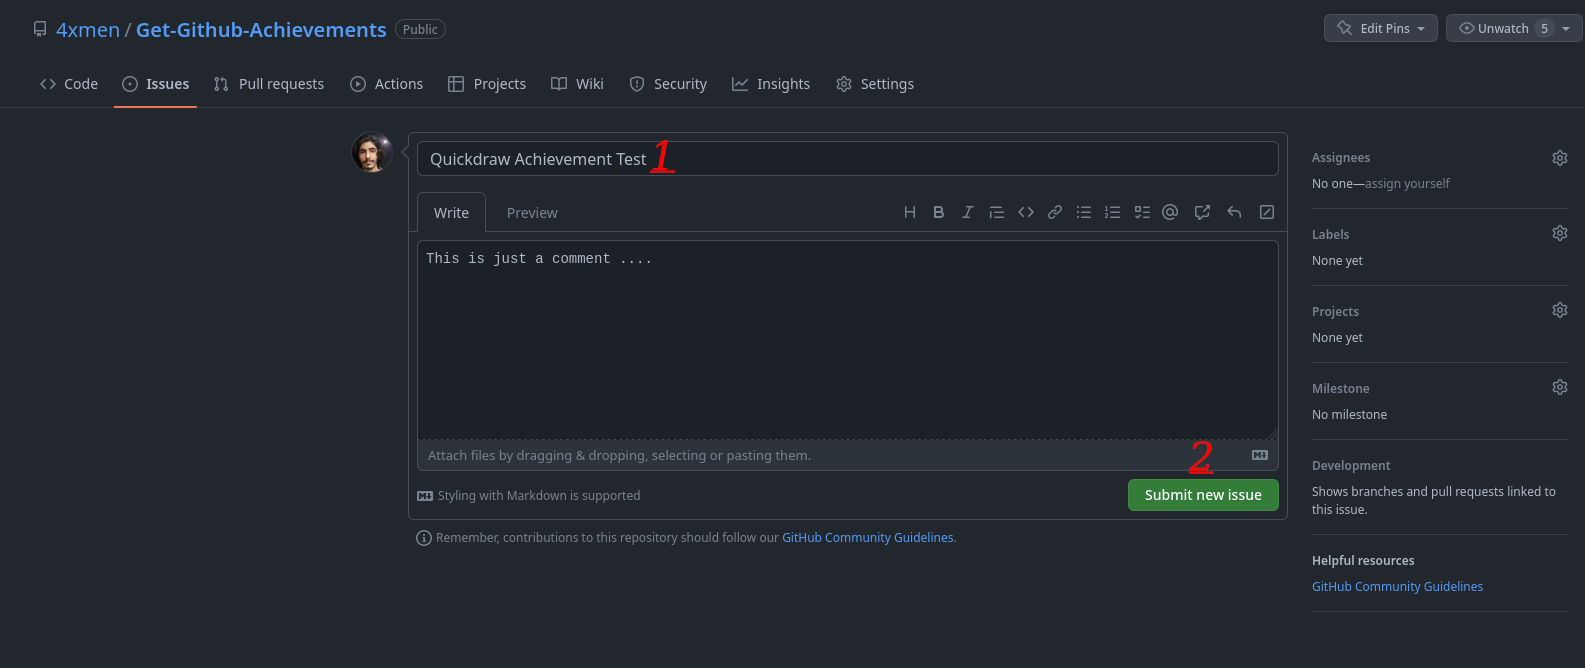 4xmen / Get-Github-Achievements Public Edit Pins Unwatch 5
Code Issues Pull requests Actions Projects Wiki Security Insights Settings
Quickdraw Achievement Test 1
Write Preview H B I
This is just a comment ....
Attach files by dragging & dropping, selecting or pasting them.
2
Styling with Markdown is supported
Submit new issue
Remember, contributions to this repository should follow our GitHub Community Guidelines.
Assignees
No one—assign yourself
Labels
None yet
Projects
None yet
Milestone
No milestone
Development
Shows branches and pull requests linked to
this issue.
Helpful resources
GitHub Community Guidelines